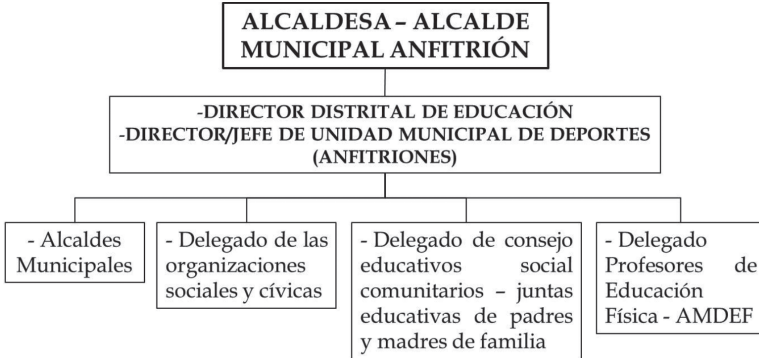 ALCALDESA – ALCALDE
MUNICIPAL ANFITRIÓN
-DIRECTOR DISTRITAL DE EDUCACIÓN
-DIRECTOR/JEFE DE UNIDAD MUNICIPAL DE DEPORTES
(ANFITRIONES)
- Alcaldes
Municipales
- Delegado de las
organizaciones
sociales y cívicas
- Delegado de consejo
educativos social
comunitarios – juntas
educativas de padres
y madres de familia
- Delegado
Profesores de
Educación
Física - AMDEF